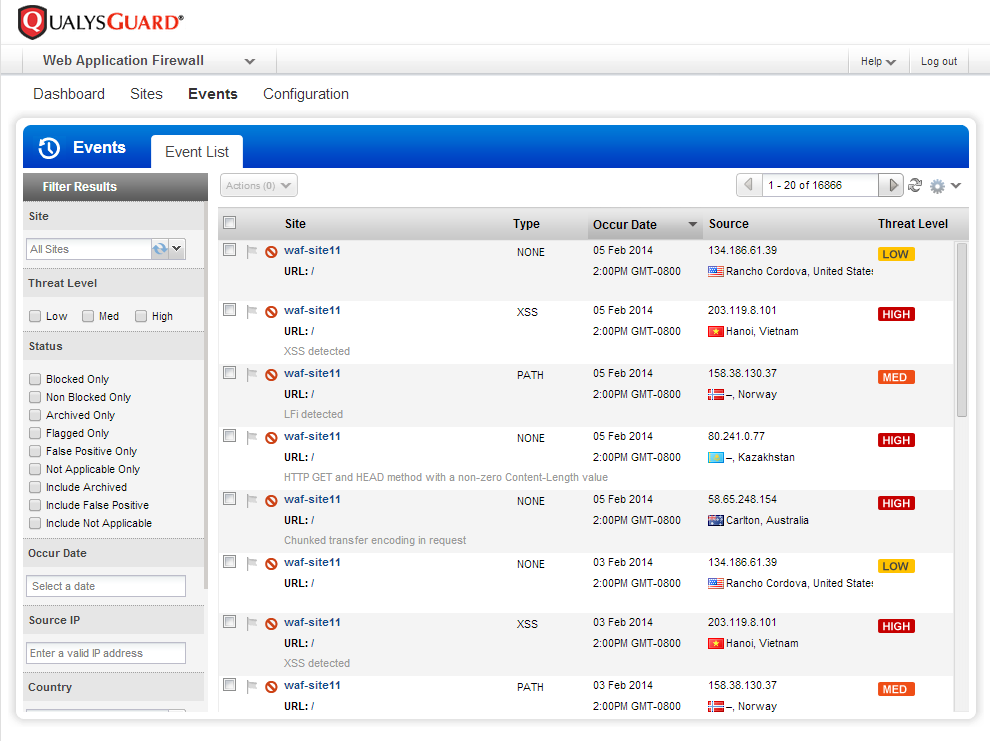 QUALYSGUARD®
Web Application Firewall
Help
Log out
Dashboard Sites Events Configuration
Events
Event List
Filter Results
Site
All Sites
Threat Level
Low Med High
Status
Blocked Only
Non Blocked Only
Archived Only
Flagged Only
False Positive Only
Not Applicable Only
Include Archived
Include False Positive
Include Not Applicable
Occur Date
Select a date
Source IP
Enter a valid IP address
Country
Actions (0)
1 - 20 of 16866
Site Type Occur Date Source Threat Level
waf-site11 NONE 05 Feb 2014 134.186.61.39 LOW
URL: / 2:00PM GMT-0800 Rancho Cordova, United States
waf-site11 XSS 05 Feb 2014 203.119.8.101 HIGH
URL: / 2:00PM GMT-0800 Hanoi, Vietnam
XSS detected
waf-site11 PATH 05 Feb 2014 158.38.130.37 MED
URL: / 2:00PM GMT-0800 –, Norway
LFi detected
waf-site11 NONE 05 Feb 2014 80.241.0.77 HIGH
URL: / 2:00PM GMT-0800 –, Kazakhstan
HTTP GET and HEAD method with a non-zero Content-Length value
waf-site11 NONE 05 Feb 2014 58.65.248.154 HIGH
URL: / 2:00PM GMT-0800 Carlton, Australia
Chunked transfer encoding in request
waf-site11 NONE 03 Feb 2014 134.186.61.39 LOW
URL: / 2:00PM GMT-0800 Rancho Cordova, United States
waf-site11 XSS 03 Feb 2014 203.119.8.101 HIGH
URL: / 2:00PM GMT-0800 Hanoi, Vietnam
XSS detected
waf-site11 PATH 03 Feb 2014 158.38.130.37 MED
URL: / 2:00PM GMT-0800 –, Norway